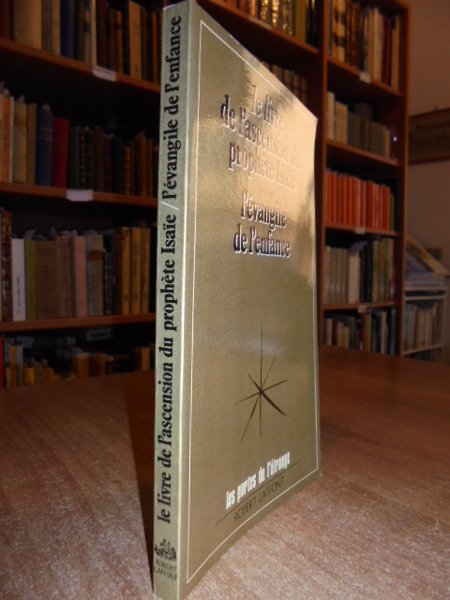 le livre de l'ascension du prophète Isaïe l'évangile de l'enfance
ROBERT
LAFFONT
le livre
de l'ascension du
prophète Isaïe
l'évangile
de l'enfance
les portes de l'étrange
ROBERT LAFFONT